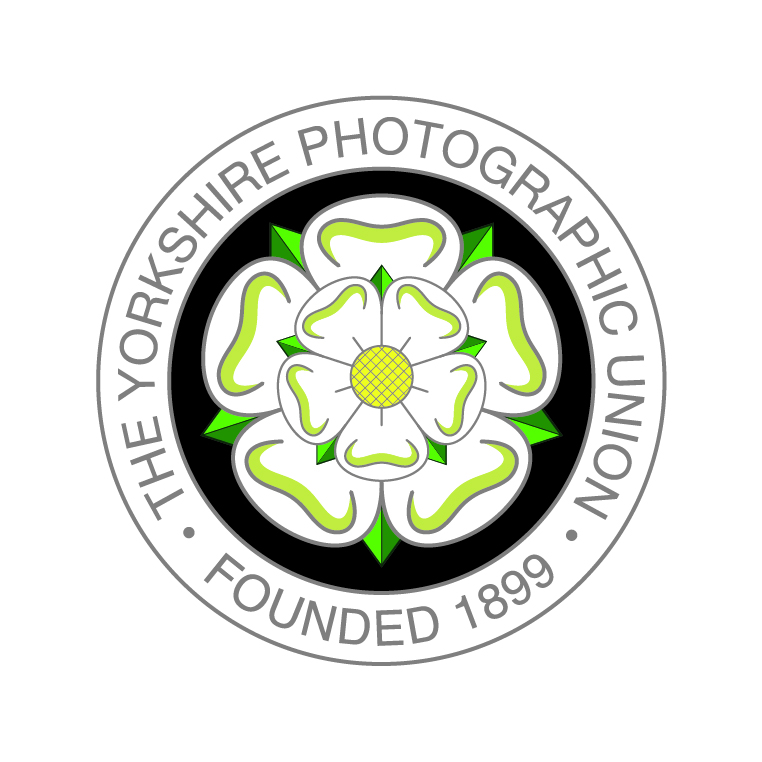 THE YORKSHIRE PHOTOGRAPHIC UNION
• FOUNDED 1899 •